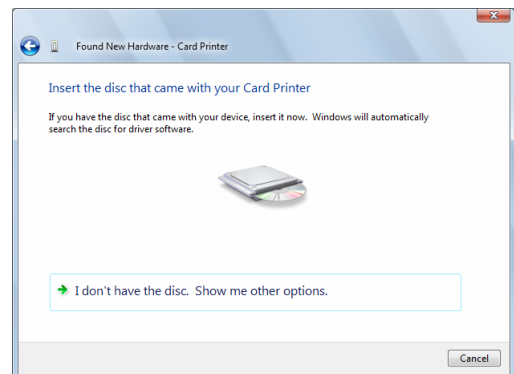 Found New Hardware - Card Printer
Insert the disc that came with your Card Printer
If you have the disc that came with your device, insert it now.  Windows will automatically
search the disc for driver software.
I don't have the disc.  Show me other options.
Cancel